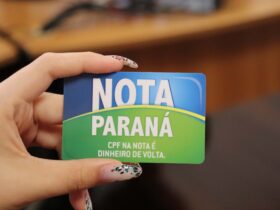 NOTA
PARANÁ
CPF NA NOTA É
DINHEIRO DE VOLTA.